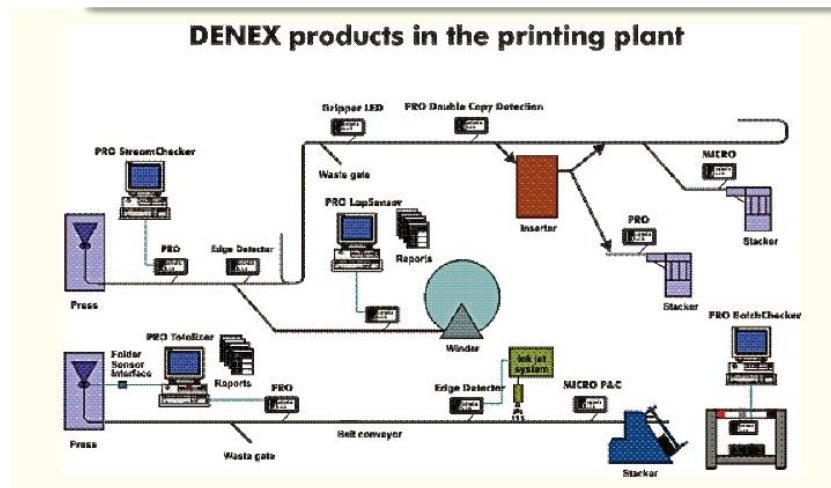 DENEX products in the printing plant
Gripper LED
PRO Double Copy Detection
PRO StreamChecker
Waste gate
MICRO
PRO LapSensor
Inserter
PRO
Stacker
PRO
Edge Detector
Reports
Press
Stacker
Winder
PRO BatchChecker
PRO Totalizer
Folder
Sensor
Interface
Reports
PRO
Edge Detector
Ink jet
system
MICRO P&C
Press
Waste gate
Belt conveyor
Stacker